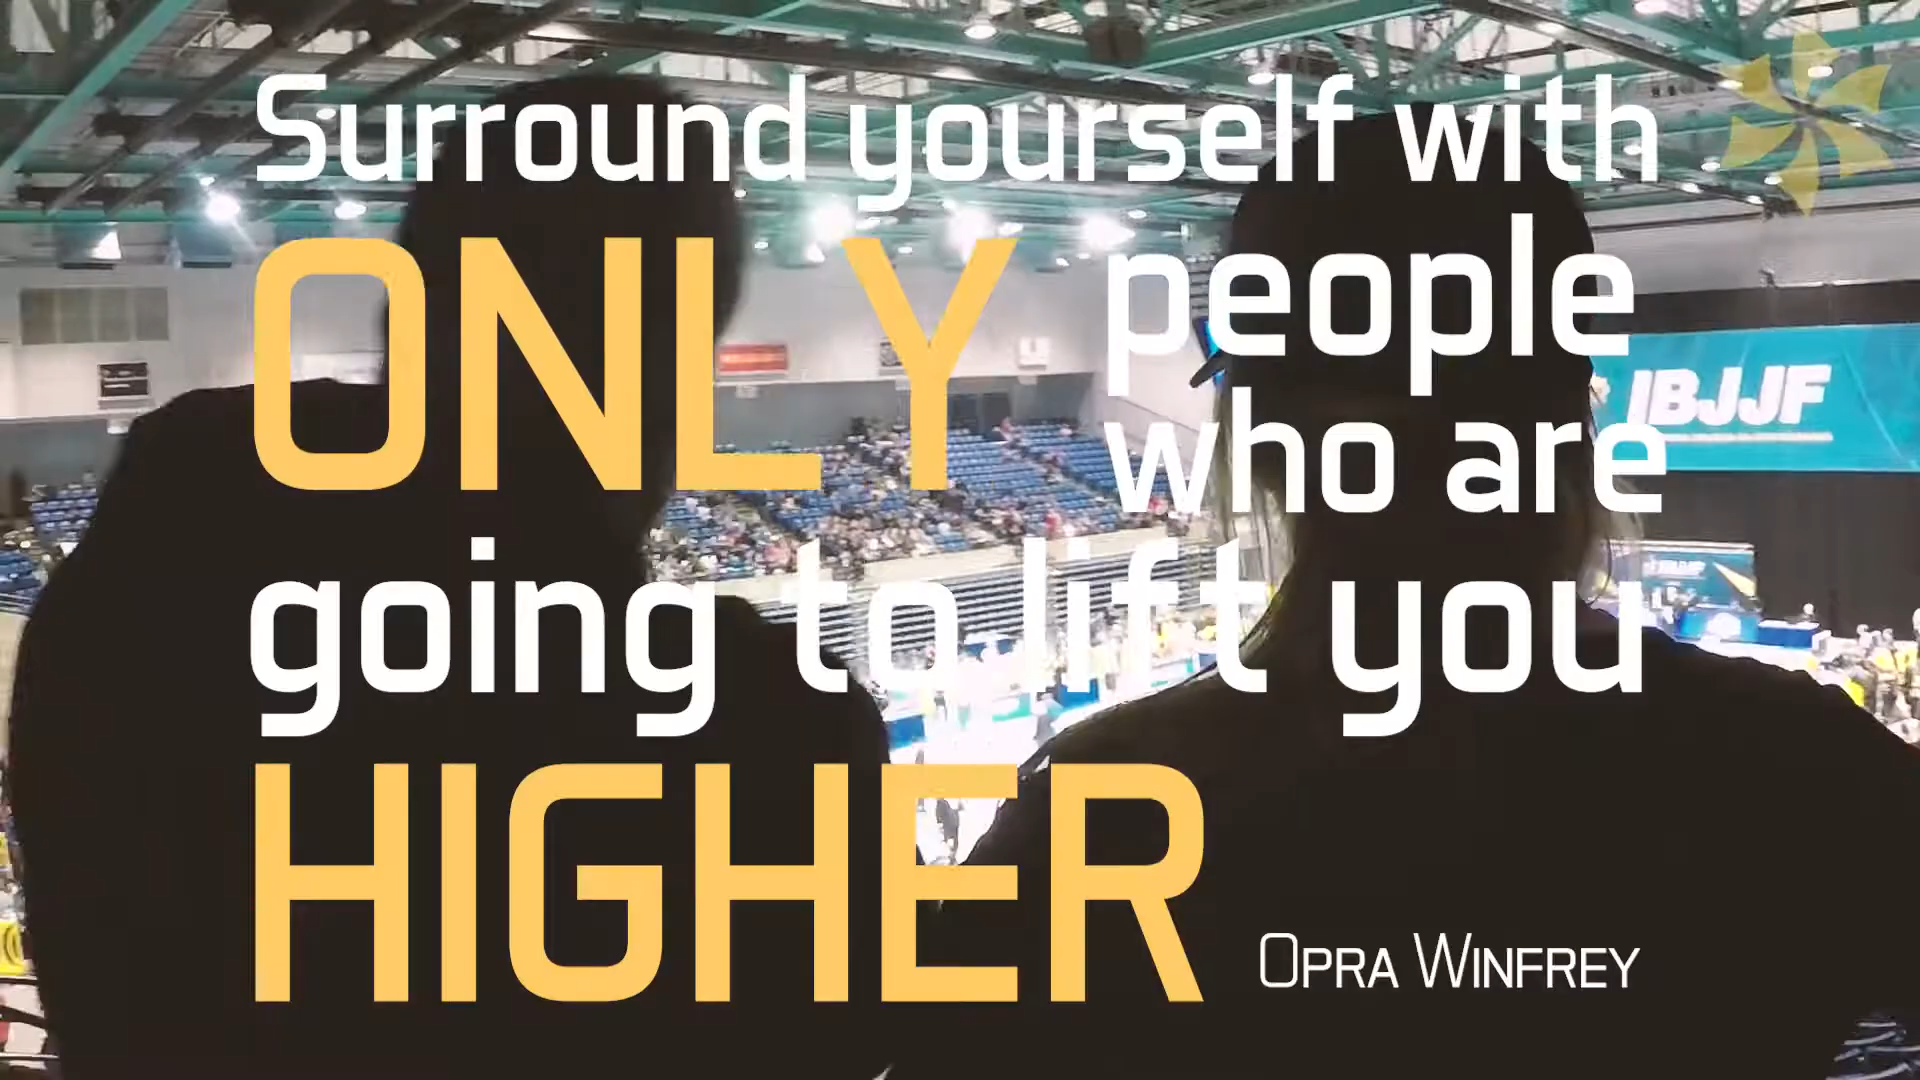 Surround yourself with
ONLY people
who are
going to lift you
HIGHER
OPRA WINFREY
IBJJF